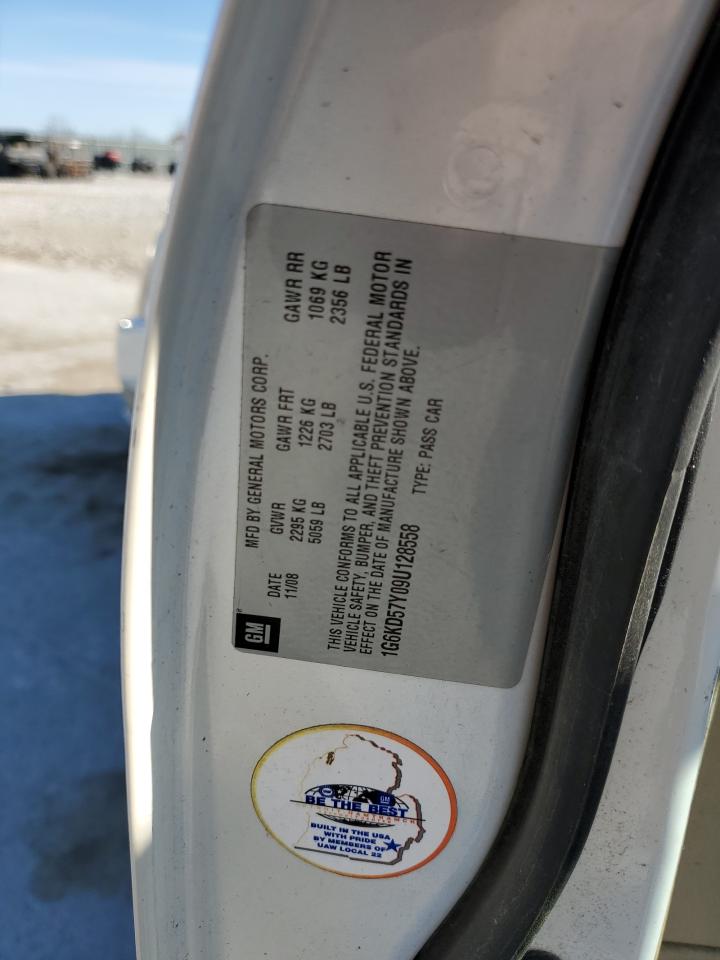 MFD BY GENERAL MOTORS CORP.
DATE GVWR GAWR FRT GAWR RR
11/08 2295 KG 1226 KG 1069 KG
5059 LB 2703 LB 2356 LB
GM
THIS VEHICLE CONFORMS TO ALL APPLICABLE U.S. FEDERAL MOTOR
VEHICLE SAFETY, BUMPER, AND THEFT PREVENTION STANDARDS IN
EFFECT ON THE DATE OF MANUFACTURE SHOWN ABOVE.
1G6KD57Y09U128558 TYPE: PASS CAR
GM
BE THE BEST
BUILT IN THE USA
WITH PRIDE
BY MEMBERS OF
UAW LOCAL 22